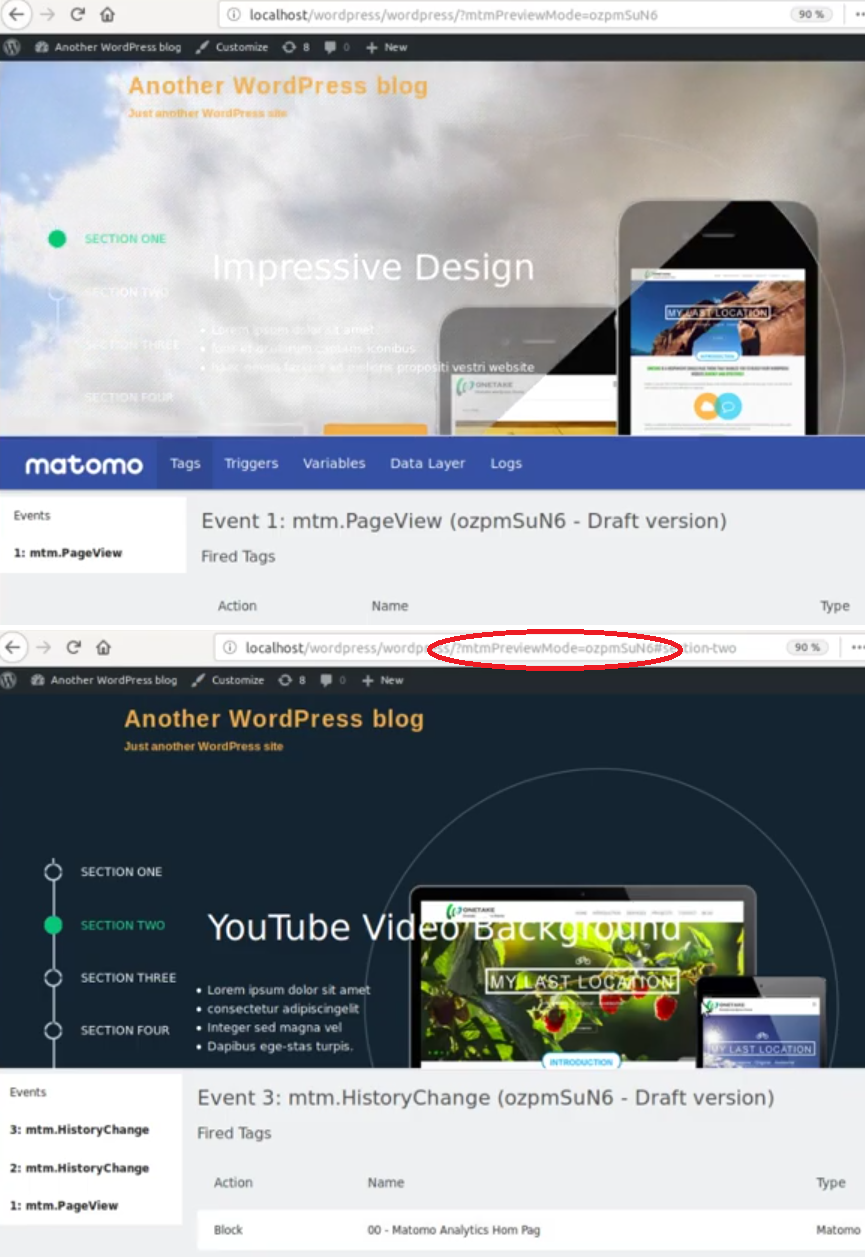 localhost/wordpress/wordpress/?mtmPreviewMode=ozpmSuN6 90 %
Another WordPress blog Customize 8 0 New
Another WordPress blog
Just another WordPress site
SECTION ONE
Impressive Design
SECTION TWO
Lorem ipsum dolor sit amet
SECTION THREE
propositi vestri website
SECTION FOUR
ONETAKE
MY LAST LOCATION
INTRODUCTION
matomo Tags Triggers Variables Data Layer Logs
Events
1: mtm.PageView
Event 1: mtm.PageView (ozpmSuN6 - Draft version)
Fired Tags
Action Name Type
localhost/wordpress/wordpress/?mtmPreviewMode=ozpmSuN6#section-two 90 %
Another WordPress blog Customize 8 0 New
Another WordPress blog
Just another WordPress site
SECTION ONE
SECTION TWO
SECTION THREE
SECTION FOUR
YouTube Video Background
• Lorem ipsum dolor sit amet
• consectetur adipiscingelit
• Integer sed magna vel
• Dapibus ege-stas turpis.
ONETAKE
MY LAST LOCATION
INTRODUCTION
MY LAST LOCATION
Events
3: mtm.HistoryChange
2: mtm.HistoryChange
1: mtm.PageView
Event 3: mtm.HistoryChange (ozpmSuN6 - Draft version)
Fired Tags
Action Name Type
Block 00 - Matomo Analytics Hom Pag Matomo